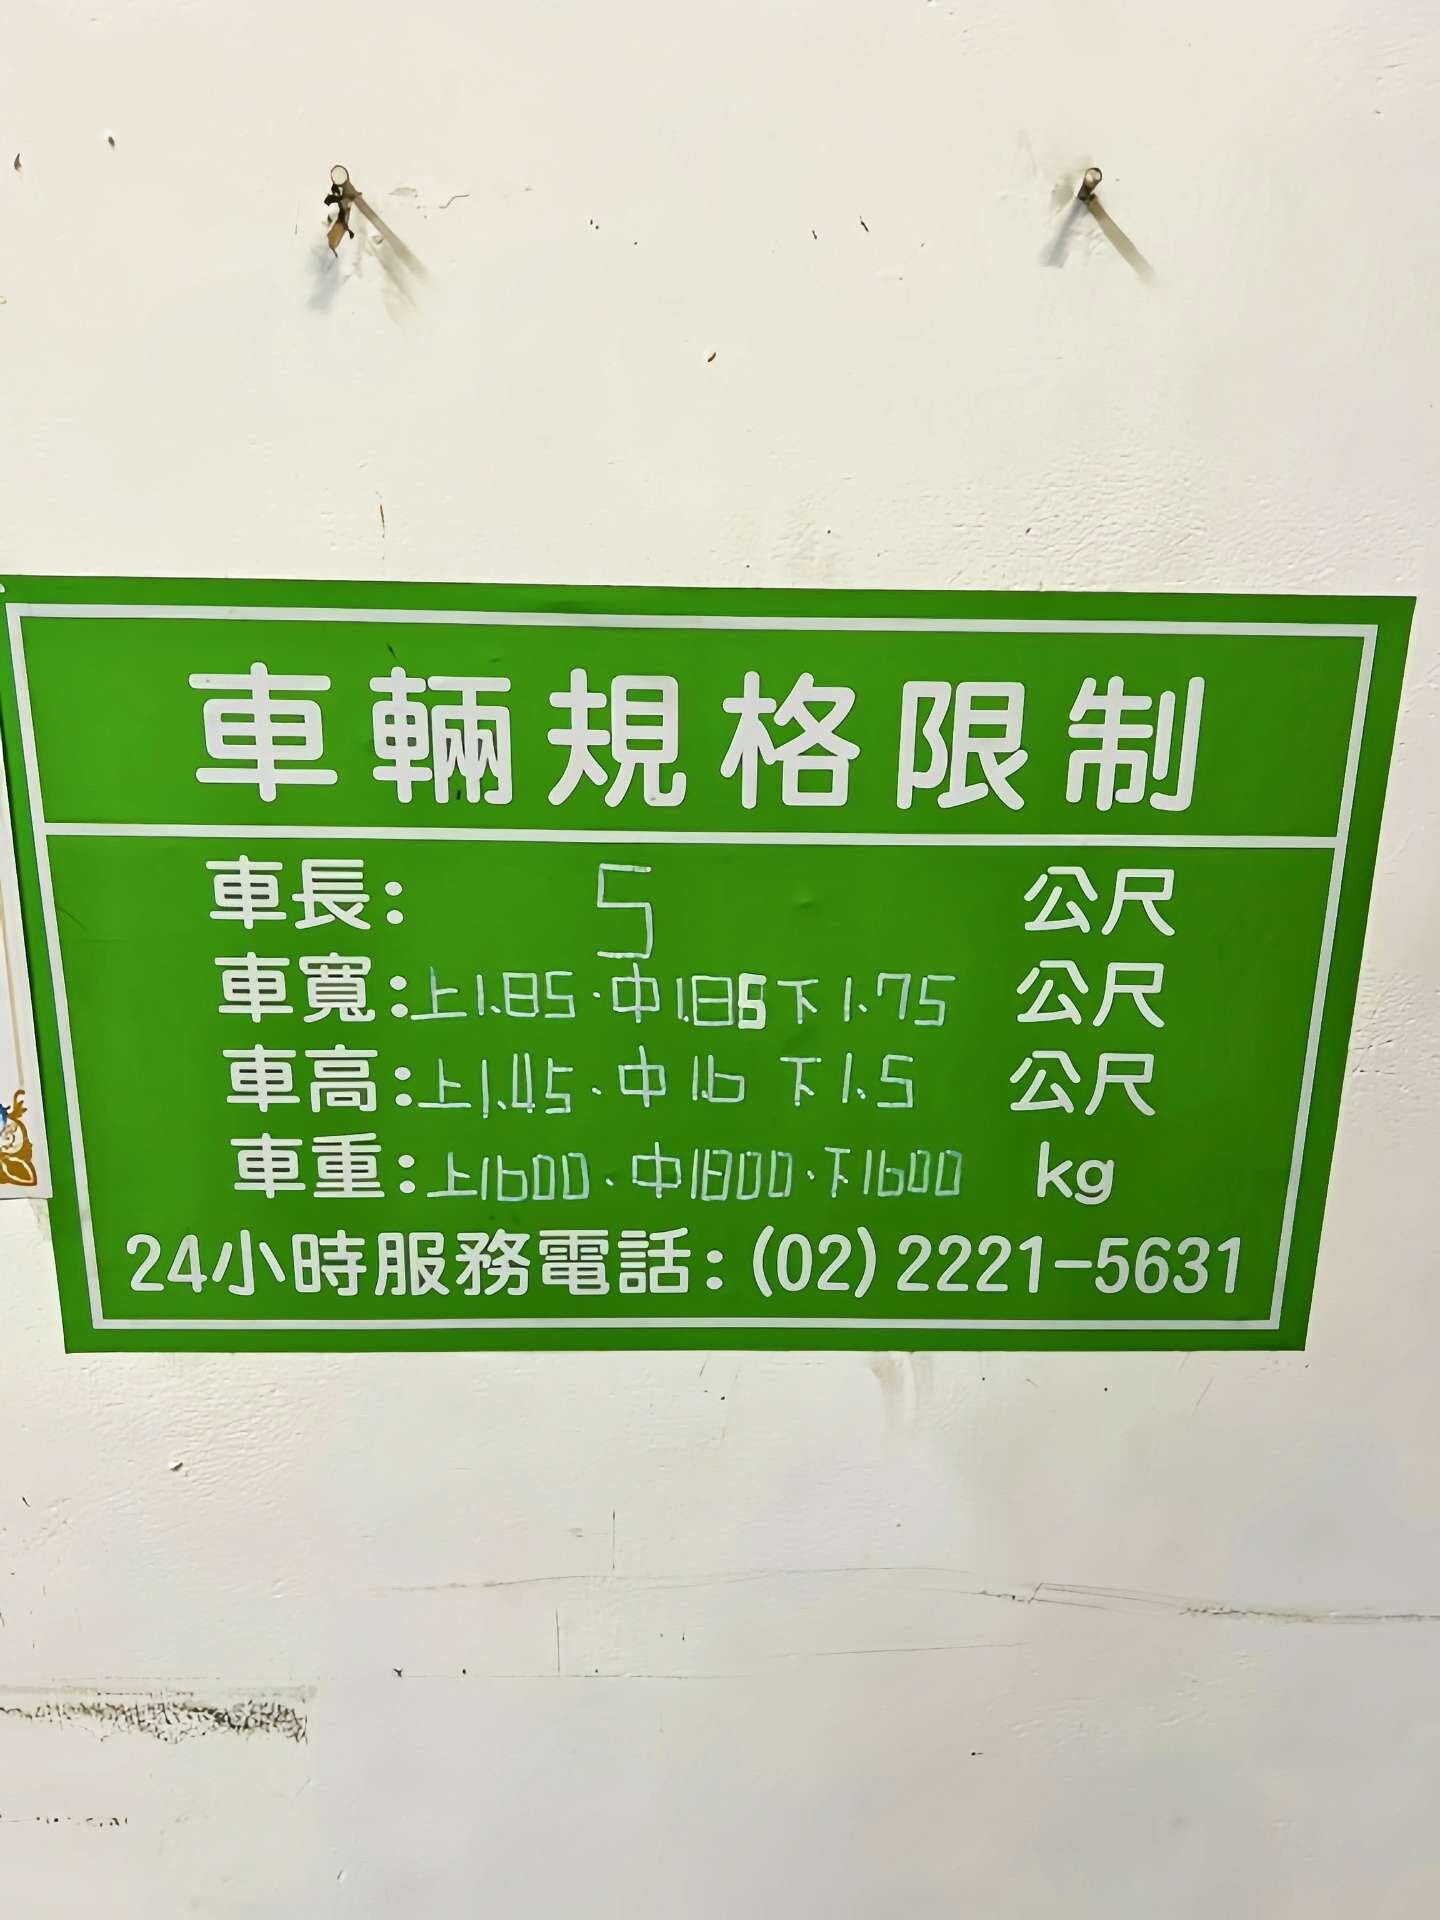 車輛規格限制
車長: 5 公尺
車寬:上1.85.中1.85下1.75 公尺
車高:上1.45.中1.6 下1.5 公尺
車重:上1600.中1800.下1600 kg
24小時服務電話:(02)2221-5631